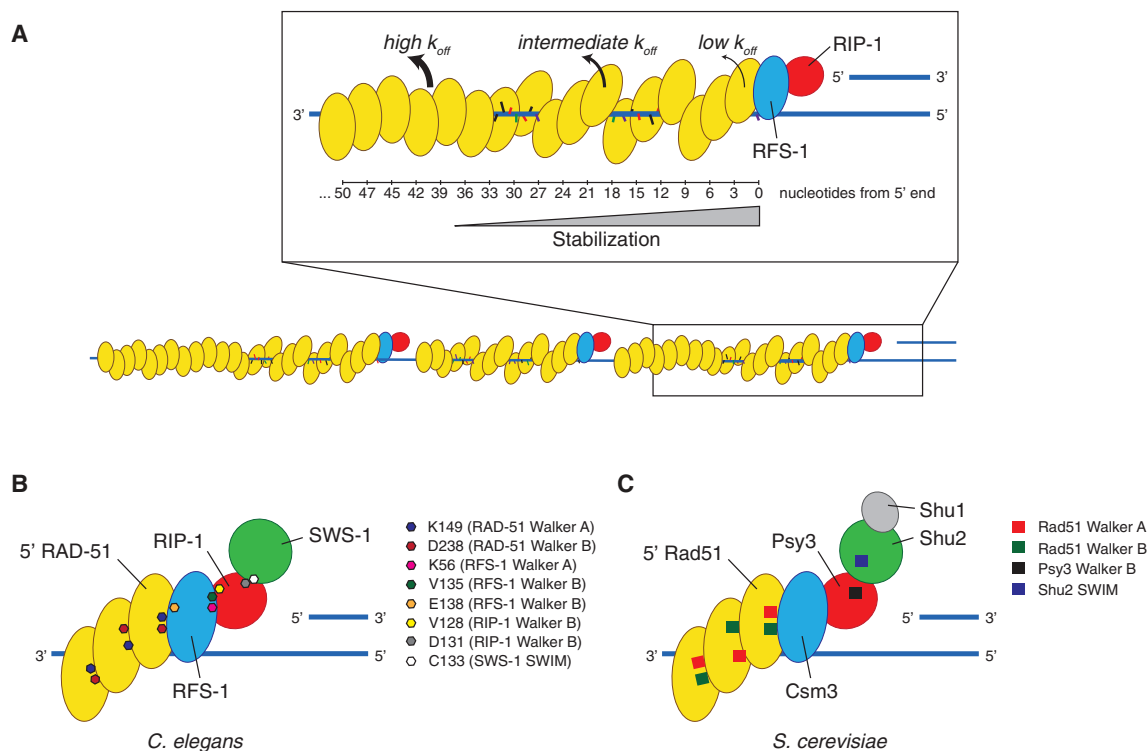 A
high koff
intermediate koff
low koff
RIP-1
5’
3’
3’
5’
RFS-1
... 50 47 45 42 39 36 33 30 27 24 21 18 15 12 9 6 3 0 nucleotides from 5’ end
Stabilization
B
5’ RAD-51
RIP-1
SWS-1
K149 (RAD-51 Walker A)
D238 (RAD-51 Walker B)
K56 (RFS-1 Walker A)
V135 (RFS-1 Walker B)
E138 (RFS-1 Walker B)
V128 (RIP-1 Walker B)
D131 (RIP-1 Walker B)
C133 (SWS-1 SWIM)
5’
3’
3’
5’
RFS-1
C. elegans
C
Shu1
Shu2
Psy3
5’ Rad51
Rad51 Walker A
Rad51 Walker B
Psy3 Walker B
Shu2 SWIM
5’
3’
3’
5’
Csm3
S. cerevisiae